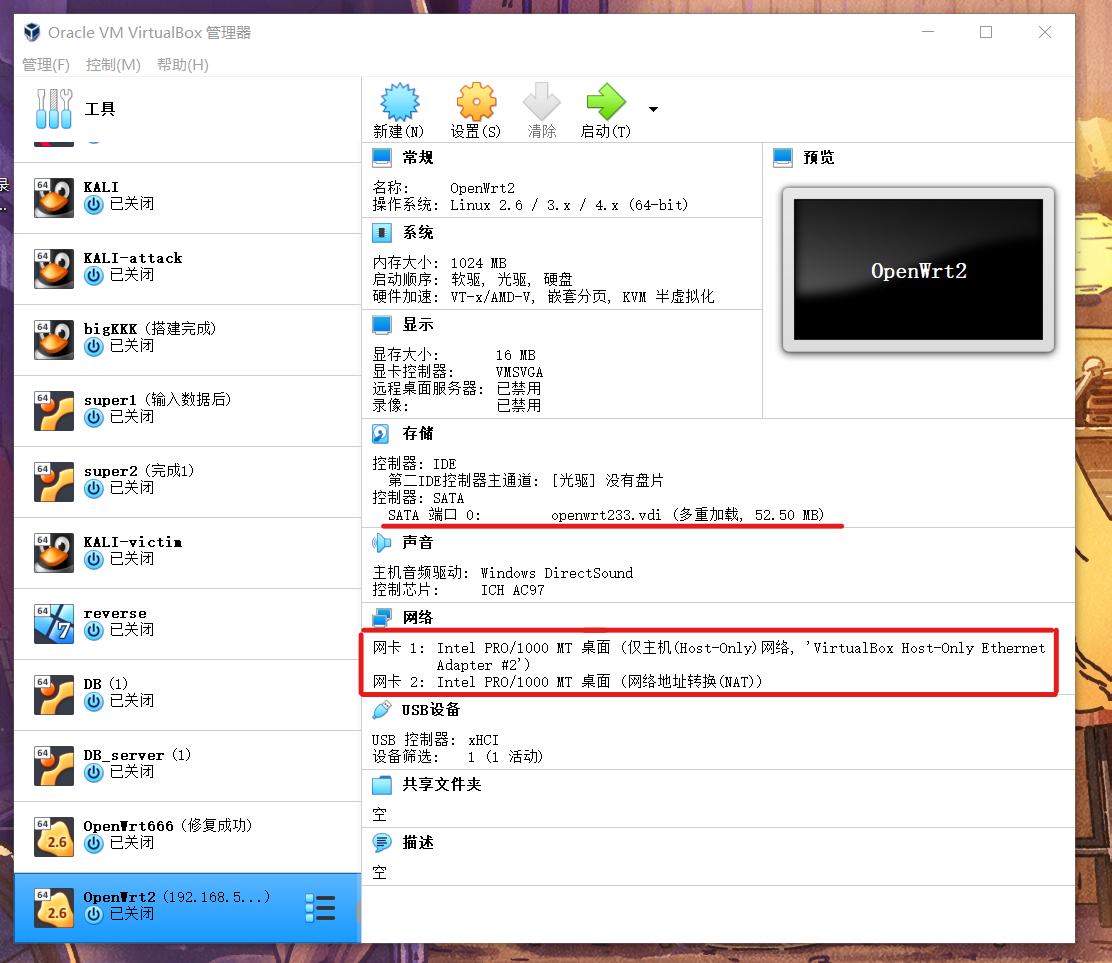 Oracle VM VirtualBox 管理器
管理(F) 控制(M) 帮助(H)
工具
64 KALI
已关闭
64 KALI-attack
已关闭
64 bigKKK (搭建完成)
已关闭
64 super1 (输入数据后)
已关闭
64 super2 (完成1)
已关闭
64 KALI-victim
已关闭
64 7 reverse
已关闭
64 DB (1)
已关闭
64 DB_server (1)
已关闭
64 2.6 OpenWrt666 (修复成功)
已关闭
64 2.6 OpenWrt2 (192.168.5...)
已关闭
新建(N) 设置(S) 清除 启动(T)
常规
名称: OpenWrt2
操作系统: Linux 2.6 / 3.x / 4.x (64-bit)
系统
内存大小: 1024 MB
启动顺序: 软驱, 光驱, 硬盘
硬件加速: VT-x/AMD-V, 嵌套分页, KVM 半虚拟化
显示
显存大小: 16 MB
显卡控制器: VMSVGA
远程桌面服务器: 已禁用
录像: 已禁用
预览
OpenWrt2
存储
控制器: IDE
第二IDE控制器主通道: [光驱] 没有盘片
控制器: SATA
SATA 端口 0: openwrt233.vdi (多重加载, 52.50 MB)
声音
主机音频驱动: Windows DirectSound
控制芯片: ICH AC97
网络
网卡 1: Intel PRO/1000 MT 桌面 (仅主机(Host-Only)网络, 'VirtualBox Host-Only Ethernet
Adapter #2')
网卡 2: Intel PRO/1000 MT 桌面 (网络地址转换(NAT))
USB设备
USB 控制器: xHCI
设备筛选: 1 (1 活动)
共享文件夹
空
描述
空